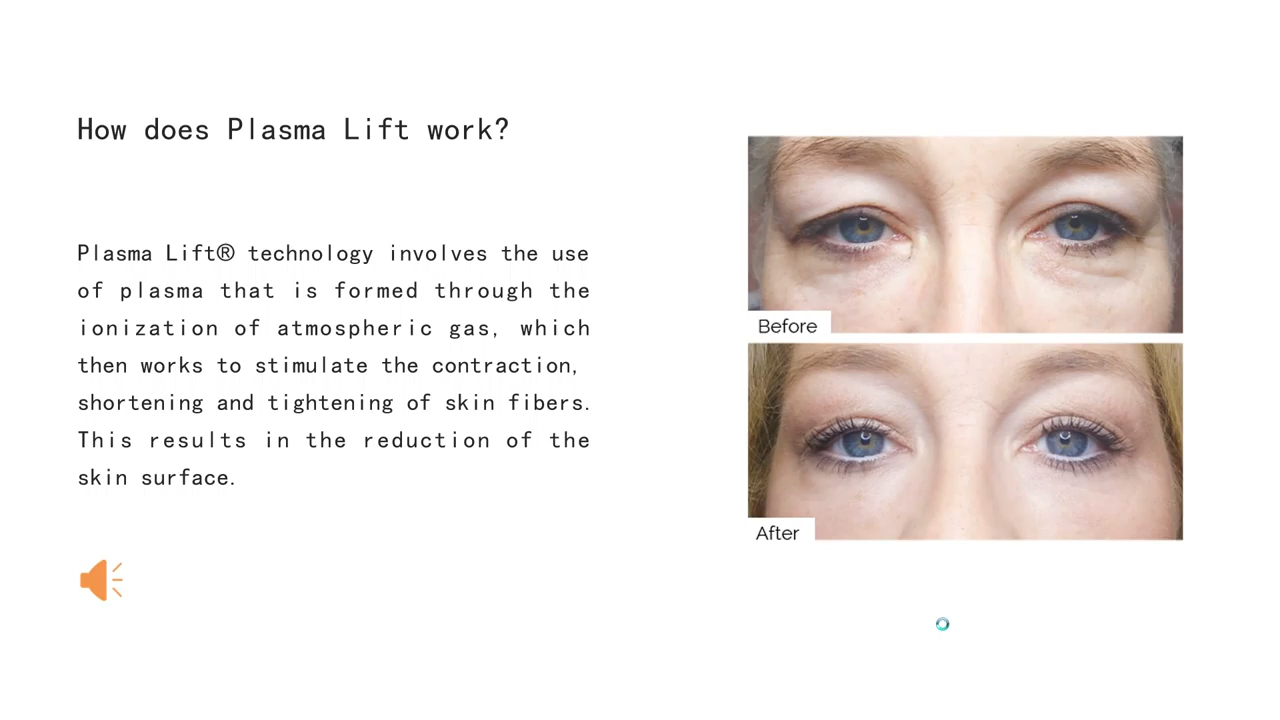 How does Plasma Lift work?
Plasma Lift® technology involves the use
of plasma that is formed through the
ionization of atmospheric gas, which
then works to stimulate the contraction,
shortening and tightening of skin fibers.
This results in the reduction of the
skin surface.
Before
After